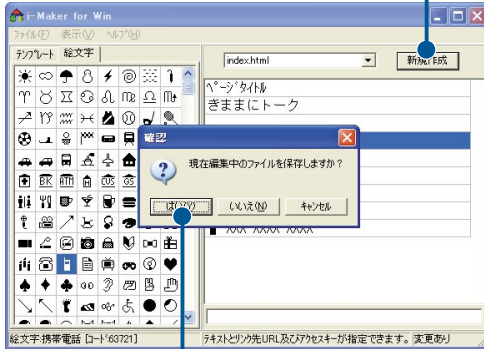 i-Maker for Win
ファイル(F) 表示(V) ヘルプ(H)
テンプレート 絵文字
index.html 新規作成
ページタイトル
きままにトーク
確認
現在編集中のファイルを保存しますか？
はい(Y) いいえ(N) キャンセル
絵文字:携帯電話 [コード:63721] テキストとリンク先URL及びアクセスキーが指定できます。 変更あり